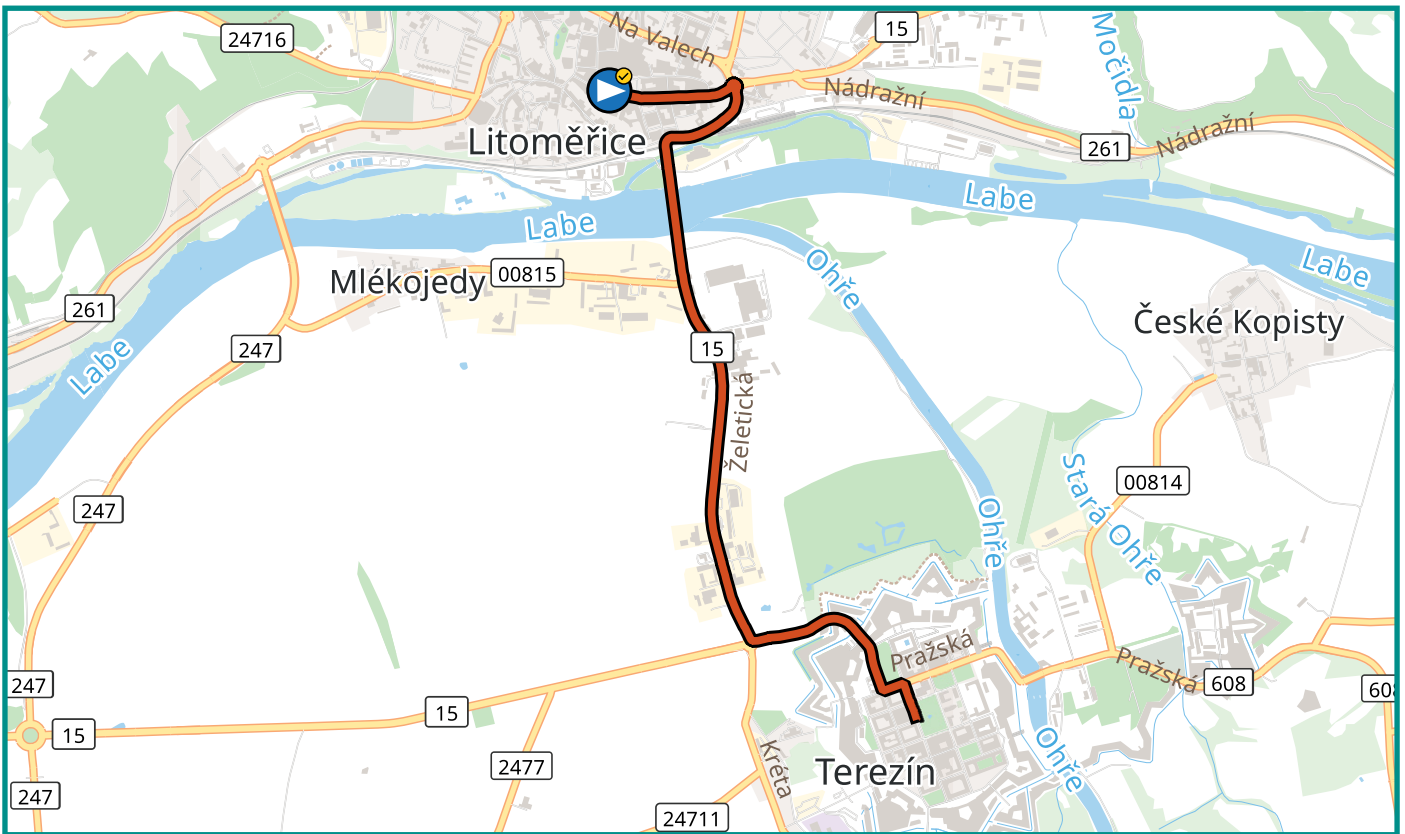 24716
Na Valech
15
Močidla
Nádražní
Litoměřice
261
Nádražní
Labe
Labe
Ohře
Labe
Mlékojedy
00815
261
České Kopisty
247
15
Labe
Želetická
247
00814
Stará Ohře
Ohře
Pražská
Pražská
247
608
608
15
15
Kréta
Ohře
2477
Terezín
247
24711